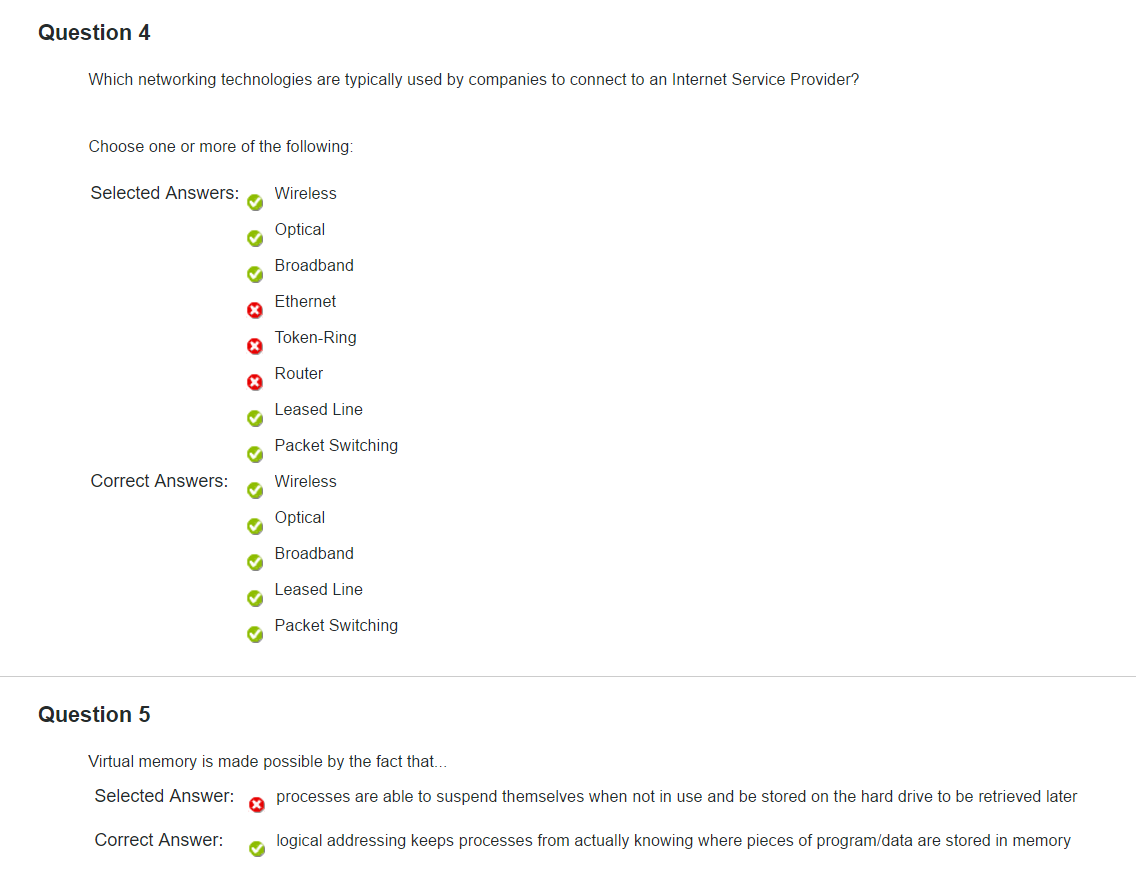 Question 4
Which networking technologies are typically used by companies to connect to an Internet Service Provider?
Choose one or more of the following:
Selected Answers: Wireless
Optical
Broadband
Ethernet
Token-Ring
Router
Leased Line
Packet Switching
Correct Answers: Wireless
Optical
Broadband
Leased Line
Packet Switching
Question 5
Virtual memory is made possible by the fact that...
Selected Answer: processes are able to suspend themselves when not in use and be stored on the hard drive to be retrieved later
Correct Answer: logical addressing keeps processes from actually knowing where pieces of program/data are stored in memory